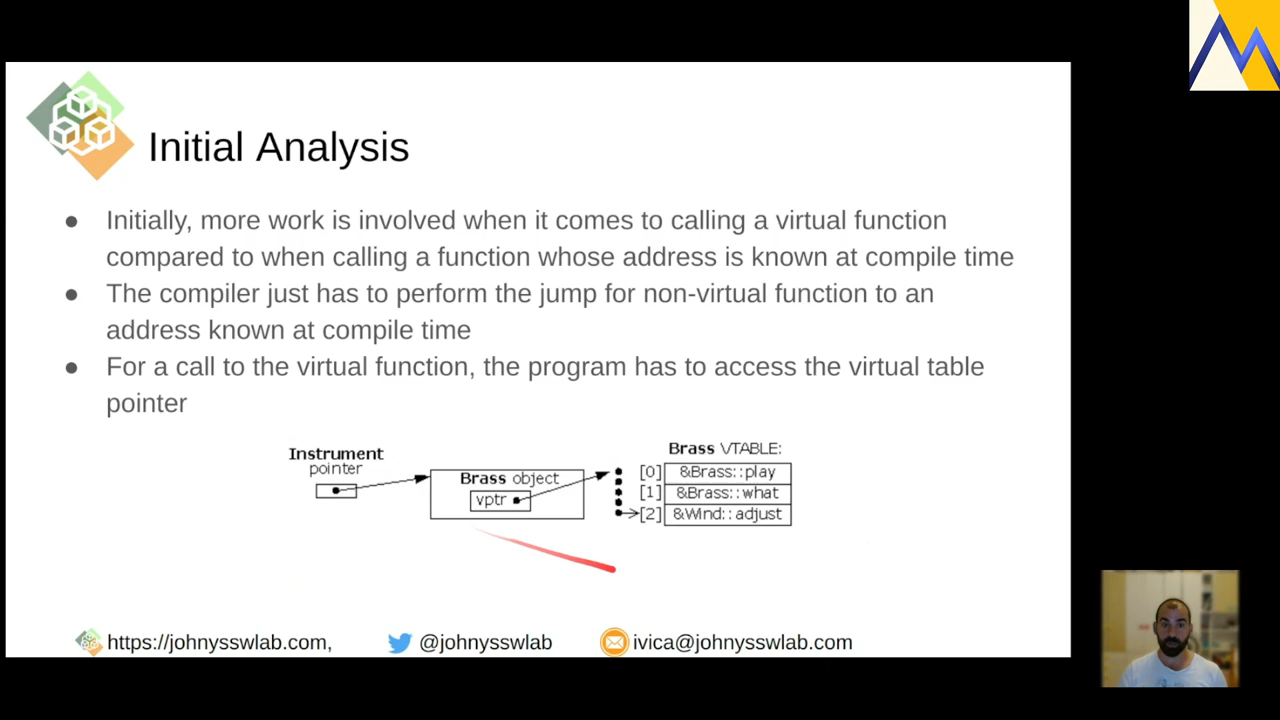 Initial Analysis
● Initially, more work is involved when it comes to calling a virtual function
compared to when calling a function whose address is known at compile time
● The compiler just has to perform the jump for non-virtual function to an
address known at compile time
● For a call to the virtual function, the program has to access the virtual table
pointer
Instrument
pointer
Brass object
vptr
Brass VTABLE:
[0] &Brass::play
[1] &Brass::what
[2] &Wind::adjust
https://johnysswlab.com, @johnysswlab ivica@johnysswlab.com